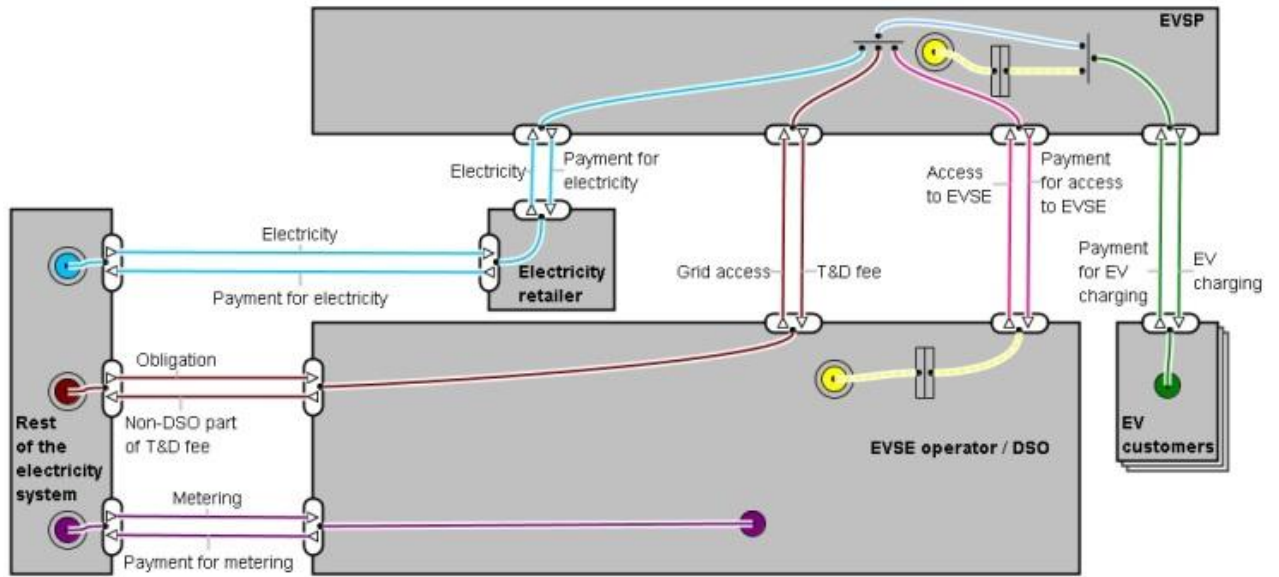 EVSP
Electricity
Payment for
electricity
Access
to EVSE
Payment
for access
to EVSE
Electricity
Payment for electricity
Electricity
retailer
Grid access
T&D fee
Payment
for EV
charging
EV
charging
Obligation
Non-DSO part
of T&D fee
Rest
of the
electricity
system
EVSE operator / DSO
EV
customers
Metering
Payment for metering